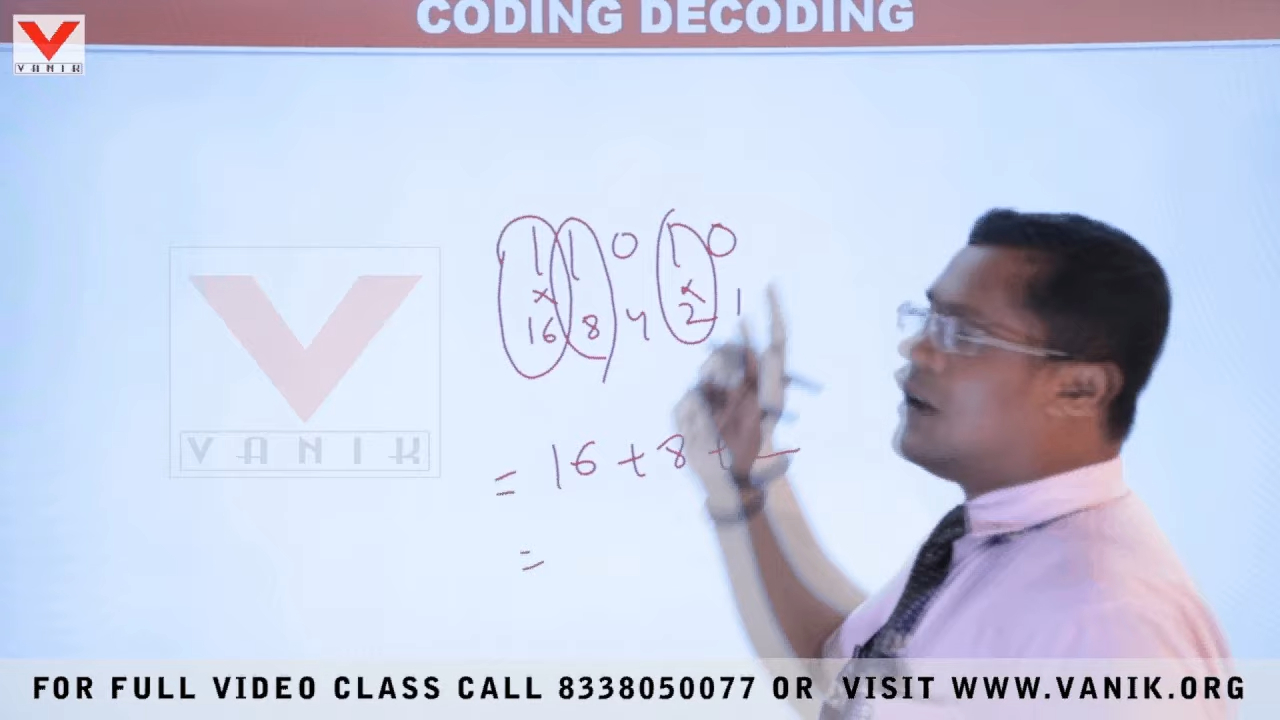 CODING DECODING
VANIK
1 1 0 1 0
x x
16 8 4 2 1
VANIK
= 16 + 8 +
=
FOR FULL VIDEO CLASS CALL 8338050077 OR VISIT WWW.VANIK.ORG